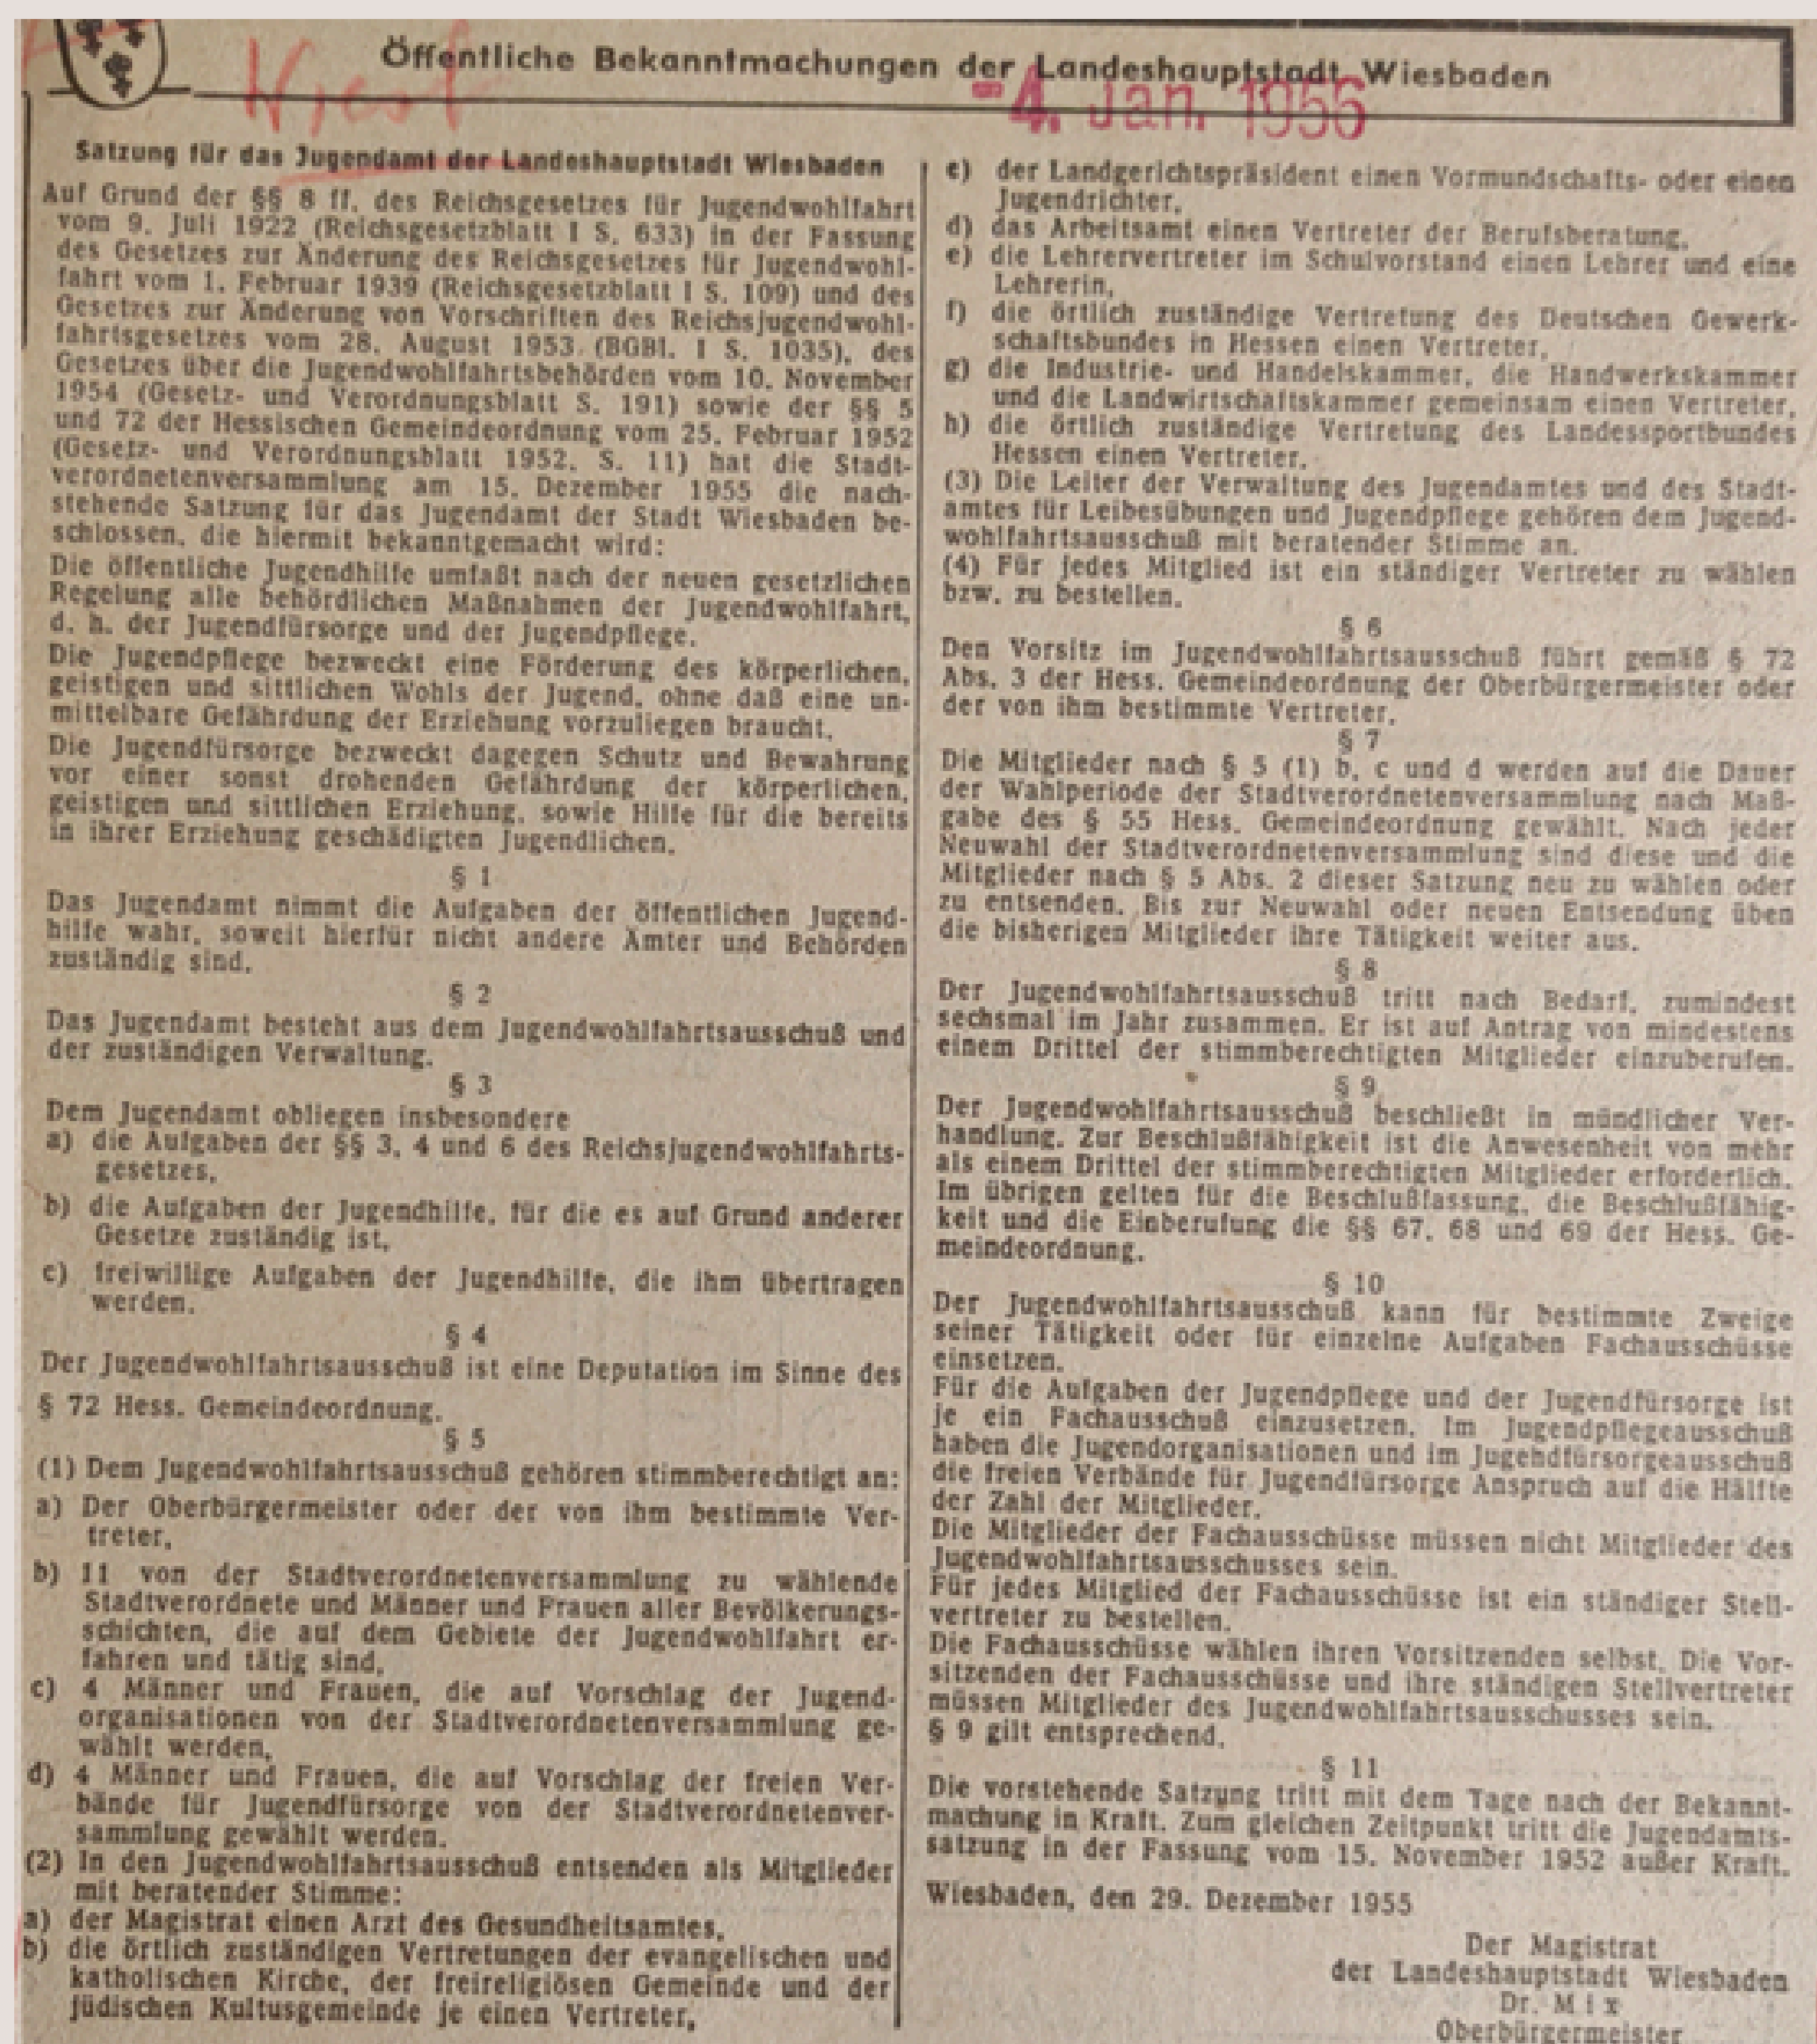 Öffentliche Bekanntmachungen der Landeshauptstadt Wiesbaden
-4. Jan. 1956
Satzung für das Jugendamt der Landeshauptstadt Wiesbaden
Auf Grund der §§ 8 ff. des Reichsgesetzes für Jugendwohlfahrt
vom 9. Juli 1922 (Reichsgesetzblatt I S. 633) in der Fassung
des Gesetzes zur Änderung des Reichsgesetzes für Jugendwohl-
fahrt vom 1. Februar 1939 (Reichsgesetzblatt I S. 109) und des
Gesetzes zur Änderung von Vorschriften des Reichsjugendwohl-
fahrtsgesetzes vom 28. August 1953 (BGBl. I S. 1035), des
Gesetzes über die Jugendwohlfahrtsbehörden vom 10. November
1954 (Gesetz- und Verordnungsblatt S. 191) sowie der §§ 5
und 72 der Hessischen Gemeindeordnung vom 25. Februar 1952
(Gesetz- und Verordnungsblatt 1952, S. 11) hat die Stadt-
verordnetenversammlung am 15. Dezember 1955 die nach-
stehende Satzung für das Jugendamt der Stadt Wiesbaden be-
schlossen, die hiermit bekanntgemacht wird:
Die öffentliche Jugendhilfe umfaßt nach der neuen gesetzlichen
Regelung alle behördlichen Maßnahmen der Jugendwohlfahrt,
d. h. der Jugendfürsorge und der Jugendpflege.
Die Jugendpflege bezweckt eine Förderung des körperlichen,
geistigen und sittlichen Wohls der Jugend, ohne daß eine un-
mittelbare Gefährdung der Erziehung vorzuliegen braucht.
Die Jugendfürsorge bezweckt dagegen Schutz und Bewahrung
vor einer sonst drohenden Gefährdung der körperlichen,
geistigen und sittlichen Erziehung, sowie Hilfe für die bereits
in ihrer Erziehung geschädigten Jugendlichen.
§ 1
Das Jugendamt nimmt die Aufgaben der öffentlichen Jugend-
hilfe wahr, soweit hierfür nicht andere Ämter und Behörden
zuständig sind.
§ 2
Das Jugendamt besteht aus dem Jugendwohlfahrtsausschuß und
der zuständigen Verwaltung.
§ 3
Dem Jugendamt obliegen insbesondere
a) die Aufgaben der §§ 3, 4 und 6 des Reichsjugendwohlfahrts-
gesetzes,
b) die Aufgaben der Jugendhilfe, für die es auf Grund anderer
Gesetze zuständig ist,
c) freiwillige Aufgaben der Jugendhilfe, die ihm übertragen
werden.
§ 4
Der Jugendwohlfahrtsausschuß ist eine Deputation im Sinne des
§ 72 Hess. Gemeindeordnung.
§ 5
(1) Dem Jugendwohlfahrtsausschuß gehören stimmberechtigt an:
a) Der Oberbürgermeister oder der von ihm bestimmte Ver-
treter,
b) 11 von der Stadtverordnetenversammlung zu wählende
Stadtverordnete und Männer und Frauen aller Bevölkerungs-
schichten, die auf dem Gebiete der Jugendwohlfahrt er-
fahren und tätig sind,
c) 4 Männer und Frauen, die auf Vorschlag der Jugend-
organisationen von der Stadtverordnetenversammlung ge-
wählt werden,
d) 4 Männer und Frauen, die auf Vorschlag der freien Ver-
bände für Jugendfürsorge von der Stadtverordnetenver-
sammlung gewählt werden.
(2) In den Jugendwohlfahrtsausschuß entsenden als Mitglieder
mit beratender Stimme:
a) der Magistrat einen Arzt des Gesundheitsamtes,
b) die örtlich zuständigen Vertretungen der evangelischen und
katholischen Kirche, der freireligiösen Gemeinde und der
jüdischen Kultusgemeinde je einen Vertreter,
c) der Landgerichtspräsident einen Vormundschafts- oder einen
Jugendrichter,
d) das Arbeitsamt einen Vertreter der Berufsberatung,
e) die Lehrervertreter im Schulvorstand einen Lehrer und eine
Lehrerin,
f) die örtlich zuständige Vertretung des Deutschen Gewerk-
schaftsbundes in Hessen einen Vertreter,
g) die Industrie- und Handelskammer, die Handwerkskammer
und die Landwirtschaftskammer gemeinsam einen Vertreter,
h) die örtlich zuständige Vertretung des Landessportbundes
Hessen einen Vertreter.
(3) Die Leiter der Verwaltung des Jugendamtes und des Stadt-
amtes für Leibesübungen und Jugendpflege gehören dem Jugend-
wohlfahrtsausschuß mit beratender Stimme an.
(4) Für jedes Mitglied ist ein ständiger Vertreter zu wählen
bzw. zu bestellen.
§ 6
Den Vorsitz im Jugendwohlfahrtsausschuß führt gemäß § 72
Abs. 3 der Hess. Gemeindeordnung der Oberbürgermeister oder
der von ihm bestimmte Vertreter.
§ 7
Die Mitglieder nach § 5 (1) b, c und d werden auf die Dauer
der Wahlperiode der Stadtverordnetenversammlung nach Maß-
gabe des § 55 Hess. Gemeindeordnung gewählt. Nach jeder
Neuwahl der Stadtverordnetenversammlung sind diese und die
Mitglieder nach § 5 Abs. 2 dieser Satzung neu zu wählen oder
zu entsenden. Bis zur Neuwahl oder neuen Entsendung üben
die bisherigen Mitglieder ihre Tätigkeit weiter aus.
§ 8
Der Jugendwohlfahrtsausschuß tritt nach Bedarf, zumindest
sechsmal im Jahr zusammen. Er ist auf Antrag von mindestens
einem Drittel der stimmberechtigten Mitglieder einzuberufen.
§ 9
Der Jugendwohlfahrtsausschuß beschließt in mündlicher Ver-
handlung. Zur Beschlußfähigkeit ist die Anwesenheit von mehr
als einem Drittel der stimmberechtigten Mitglieder erforderlich.
Im übrigen gelten für die Beschlußfassung, die Beschlußfähig-
keit und die Einberufung die §§ 67, 68 und 69 der Hess. Ge-
meindeordnung.
§ 10
Der Jugendwohlfahrtsausschuß kann für bestimmte Zweige
seiner Tätigkeit oder für einzelne Aufgaben Fachausschüsse
einsetzen.
Für die Aufgaben der Jugendpflege und der Jugendfürsorge ist
je ein Fachausschuß einzusetzen. Im Jugendpflegeausschuß
haben die Jugendorganisationen und im Jugendfürsorgeausschuß
die freien Verbände für Jugendfürsorge Anspruch auf die Hälfte
der Zahl der Mitglieder.
Die Mitglieder der Fachausschüsse müssen nicht Mitglieder des
Jugendwohlfahrtsausschusses sein.
Für jedes Mitglied der Fachausschüsse ist ein ständiger Stell-
vertreter zu bestellen.
Die Fachausschüsse wählen ihren Vorsitzenden selbst. Die Vor-
sitzenden der Fachausschüsse und ihre ständigen Stellvertreter
müssen Mitglieder des Jugendwohlfahrtsausschusses sein.
§ 9 gilt entsprechend.
§ 11
Die vorstehende Satzung tritt mit dem Tage nach der Bekannt-
machung in Kraft. Zum gleichen Zeitpunkt tritt die Jugendamts-
satzung in der Fassung vom 15. November 1952 außer Kraft.
Wiesbaden, den 29. Dezember 1955
Der Magistrat
der Landeshauptstadt Wiesbaden
Dr. Mix
Oberbürgermeister